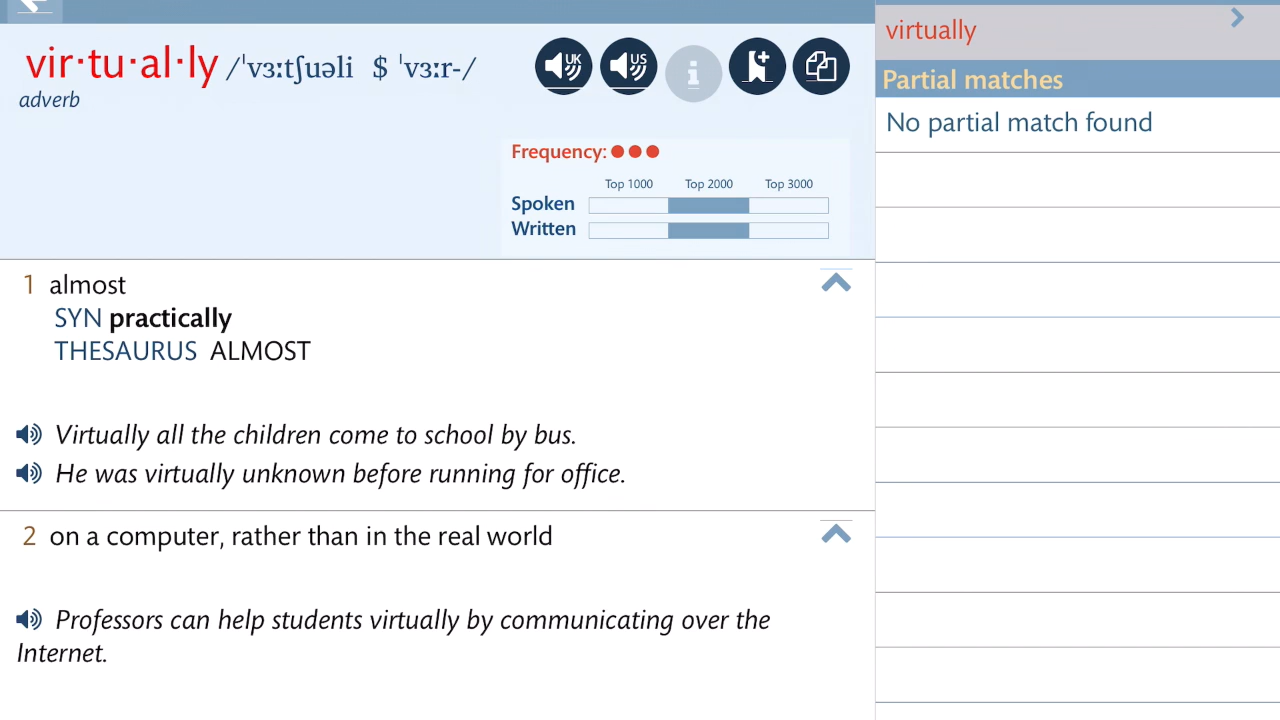 vir·tu·al·ly /ˈvɜːtʃuəli $ ˈvɜːr-/
UK
US
i
adverb
Frequency:
Top 1000 Top 2000 Top 3000
Spoken
Written
1 almost
SYN practically
THESAURUS ALMOST
Virtually all the children come to school by bus.
He was virtually unknown before running for office.
2 on a computer, rather than in the real world
Professors can help students virtually by communicating over the
Internet.
virtually
Partial matches
No partial match found